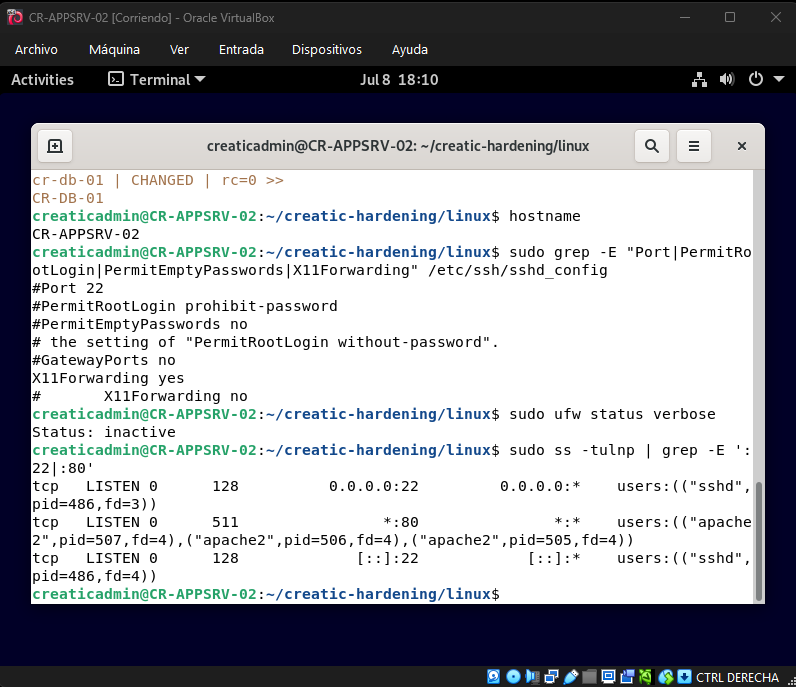 CR-APPSRV-02 [Corriendo] - Oracle VirtualBox
Archivo Máquina Ver Entrada Dispositivos Ayuda
Activities Terminal Jul 8 18:10
creaticadmin@CR-APPSRV-02: ~/creatic-hardening/linux
cr-db-01 | CHANGED | rc=0 >>
CR-DB-01
creaticadmin@CR-APPSRV-02:~/creatic-hardening/linux$ hostname
CR-APPSRV-02
creaticadmin@CR-APPSRV-02:~/creatic-hardening/linux$ sudo grep -E "Port|PermitRo
otLogin|PermitEmptyPasswords|X11Forwarding" /etc/ssh/sshd_config
#Port 22
#PermitRootLogin prohibit-password
#PermitEmptyPasswords no
# the setting of "PermitRootLogin without-password".
#GatewayPorts no
X11Forwarding yes
#       X11Forwarding no
creaticadmin@CR-APPSRV-02:~/creatic-hardening/linux$ sudo ufw status verbose
Status: inactive
creaticadmin@CR-APPSRV-02:~/creatic-hardening/linux$ sudo ss -tulnp | grep -E ':
22|:80'
tcp   LISTEN 0      128          0.0.0.0:22         0.0.0.0:*    users:(("sshd",
pid=486,fd=3))
tcp   LISTEN 0      511                *:80               *:*    users:(("apache
2",pid=507,fd=4),("apache2",pid=506,fd=4),("apache2",pid=505,fd=4))
tcp   LISTEN 0      128             [::]:22            [::]:*    users:(("sshd",
pid=486,fd=4))
creaticadmin@CR-APPSRV-02:~/creatic-hardening/linux$
CTRL DERECHA